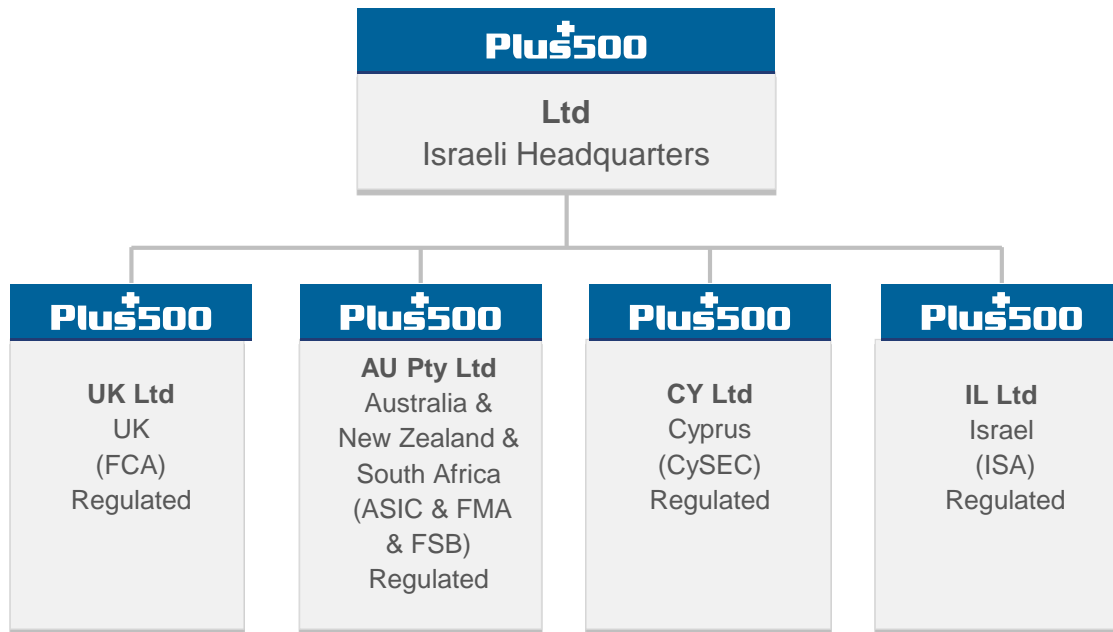 Plus500
Ltd
Israeli Headquarters
Plus500
UK Ltd
UK
(FCA)
Regulated
Plus500
AU Pty Ltd
Australia &
New Zealand &
South Africa
(ASIC & FMA
& FSB)
Regulated
Plus500
CY Ltd
Cyprus
(CySEC)
Regulated
Plus500
IL Ltd
Israel
(ISA)
Regulated